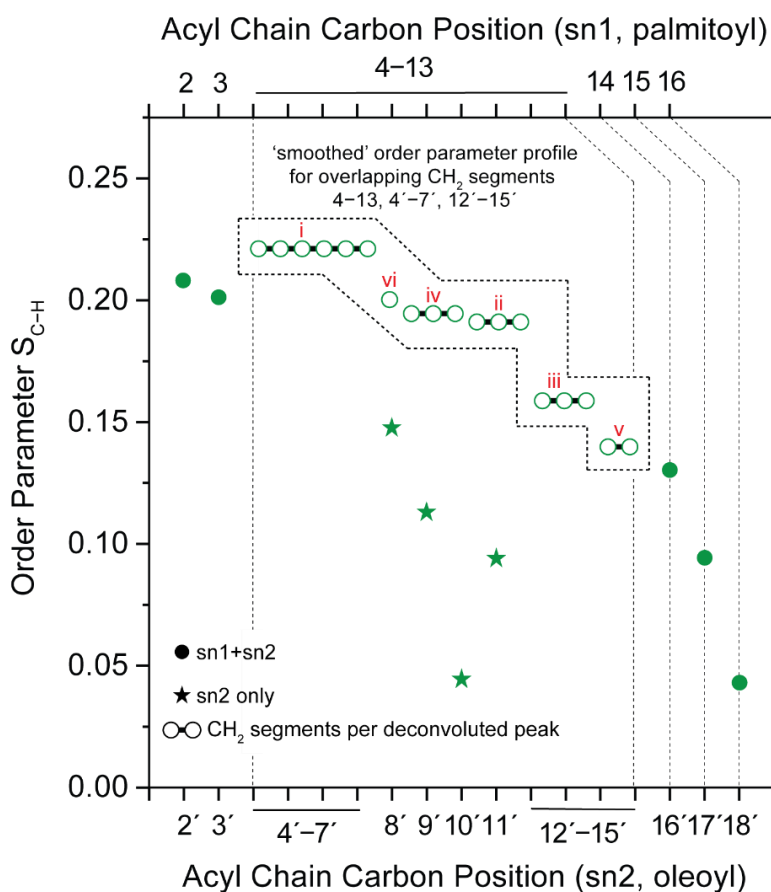 Acyl Chain Carbon Position (sn1, palmitoyl)
4–13
2 3 14 15 16
'smoothed' order parameter profile
for overlapping CH₂ segments
4–13, 4´–7´, 12´–15´
0.25
i
vi
iv
ii
0.20
iii
v
0.15
Order Parameter S_C–H
0.10
sn1+sn2
0.05
sn2 only
CH₂ segments per deconvoluted peak
0.00
2´ 3´ 4´–7´ 8´ 9´ 10´ 11´ 12´–15´ 16´ 17´ 18´
Acyl Chain Carbon Position (sn2, oleoyl)